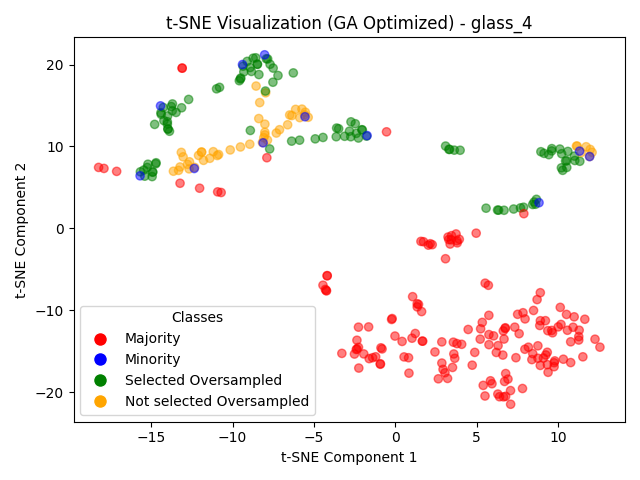 t-SNE Visualization (GA Optimized) - glass_4
20
10
0
−10
−20
t-SNE Component 2
Classes
Majority
Minority
Selected Oversampled
Not selected Oversampled
−15 −10 −5 0 5 10
t-SNE Component 1